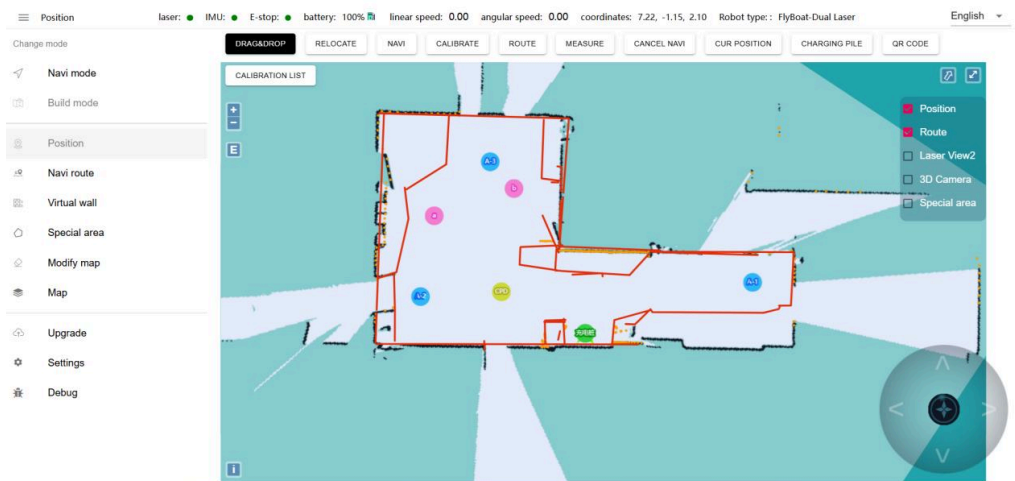 Position laser: IMU: E-stop: battery: 100% linear speed: 0.00 angular speed: 0.00 coordinates: 7.22, -1.15, 2.10 Robot type: : FlyBoat-Dual Laser English
Change mode
DRAG&DROP RELOCATE NAVI CALIBRATE ROUTE MEASURE CANCEL NAVI CUR POSITION CHARGING PILE QR CODE
Navi mode
CALIBRATION LIST
Build mode
Position
Route
Laser View2
3D Camera
Special area
Position
Navi route
Virtual wall
Special area
Modify map
Map
Upgrade
Settings
Debug
+
−
E
A-3
b
a
A-2
A-1
i